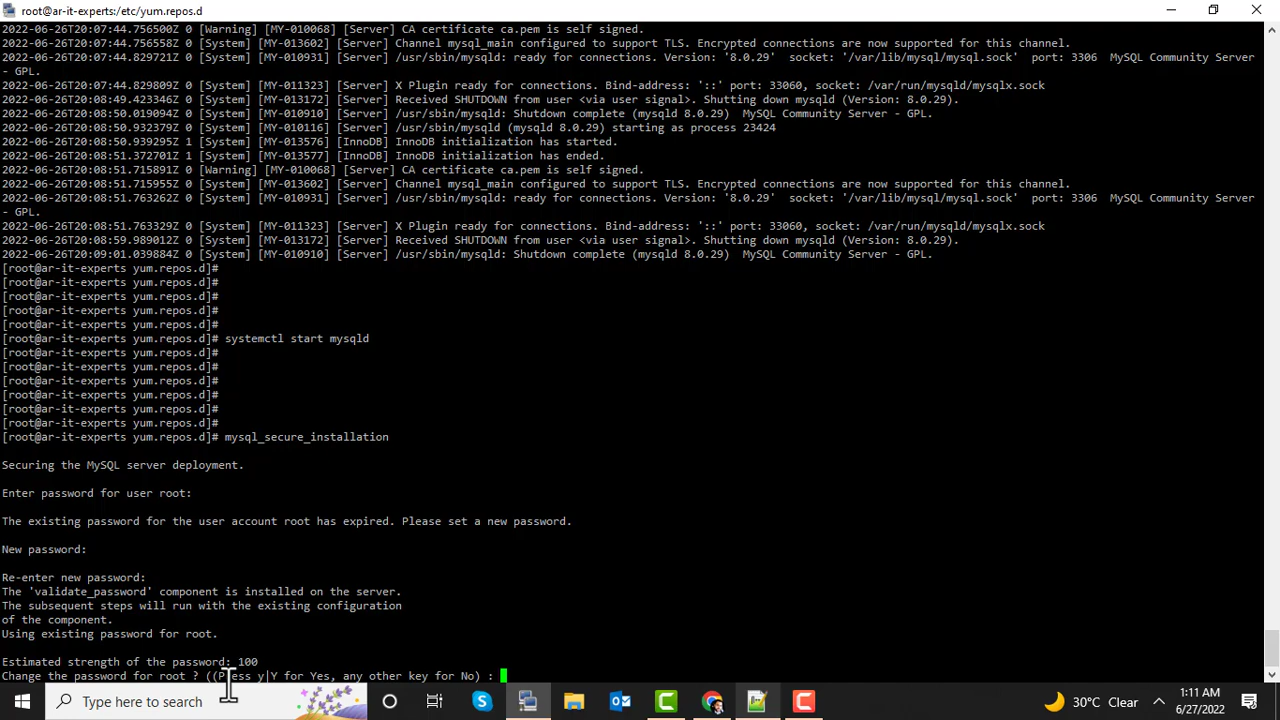 root@ar-it-experts:/etc/yum.repos.d
2022-06-26T20:07:44.756500Z 0 [Warning] [MY-010068] [Server] CA certificate ca.pem is self signed.
2022-06-26T20:07:44.756558Z 0 [System] [MY-013602] [Server] Channel mysql_main configured to support TLS. Encrypted connections are now supported for this channel.
2022-06-26T20:07:44.829721Z 0 [System] [MY-010931] [Server] /usr/sbin/mysqld: ready for connections. Version: '8.0.29'  socket: '/var/lib/mysql/mysql.sock'  port: 3306  MySQL Community Server
- GPL.
2022-06-26T20:07:44.829809Z 0 [System] [MY-011323] [Server] X Plugin ready for connections. Bind-address: '::' port: 33060, socket: /var/run/mysqld/mysqlx.sock
2022-06-26T20:08:49.423346Z 0 [System] [MY-013172] [Server] Received SHUTDOWN from user <via user signal>. Shutting down mysqld (Version: 8.0.29).
2022-06-26T20:08:50.019094Z 0 [System] [MY-010910] [Server] /usr/sbin/mysqld: Shutdown complete (mysqld 8.0.29)  MySQL Community Server - GPL.
2022-06-26T20:08:50.932379Z 0 [System] [MY-010116] [Server] /usr/sbin/mysqld (mysqld 8.0.29) starting as process 23424
2022-06-26T20:08:50.939295Z 1 [System] [MY-013576] [InnoDB] InnoDB initialization has started.
2022-06-26T20:08:51.372701Z 1 [System] [MY-013577] [InnoDB] InnoDB initialization has ended.
2022-06-26T20:08:51.715891Z 0 [Warning] [MY-010068] [Server] CA certificate ca.pem is self signed.
2022-06-26T20:08:51.715955Z 0 [System] [MY-013602] [Server] Channel mysql_main configured to support TLS. Encrypted connections are now supported for this channel.
2022-06-26T20:08:51.763262Z 0 [System] [MY-010931] [Server] /usr/sbin/mysqld: ready for connections. Version: '8.0.29'  socket: '/var/lib/mysql/mysql.sock'  port: 3306  MySQL Community Server
- GPL.
2022-06-26T20:08:51.763329Z 0 [System] [MY-011323] [Server] X Plugin ready for connections. Bind-address: '::' port: 33060, socket: /var/run/mysqld/mysqlx.sock
2022-06-26T20:08:59.989012Z 0 [System] [MY-013172] [Server] Received SHUTDOWN from user <via user signal>. Shutting down mysqld (Version: 8.0.29).
2022-06-26T20:09:01.039884Z 0 [System] [MY-010910] [Server] /usr/sbin/mysqld: Shutdown complete (mysqld 8.0.29)  MySQL Community Server - GPL.
[root@ar-it-experts yum.repos.d]#
[root@ar-it-experts yum.repos.d]#
[root@ar-it-experts yum.repos.d]#
[root@ar-it-experts yum.repos.d]#
[root@ar-it-experts yum.repos.d]#
[root@ar-it-experts yum.repos.d]# systemctl start mysqld
[root@ar-it-experts yum.repos.d]#
[root@ar-it-experts yum.repos.d]#
[root@ar-it-experts yum.repos.d]#
[root@ar-it-experts yum.repos.d]#
[root@ar-it-experts yum.repos.d]#
[root@ar-it-experts yum.repos.d]#
[root@ar-it-experts yum.repos.d]# mysql_secure_installation
Securing the MySQL server deployment.
Enter password for user root:
The existing password for the user account root has expired. Please set a new password.
New password:
Re-enter new password:
The 'validate_password' component is installed on the server.
The subsequent steps will run with the existing configuration
of the component.
Using existing password for root.
Estimated strength of the password: 100
Change the password for root ? ((Press y|Y for Yes, any other key for No) :
Type here to search
30°C Clear
1:11 AM
6/27/2022